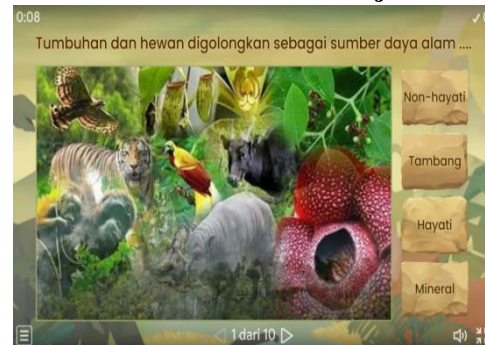 0:08
Tumbuhan dan hewan digolongkan sebagai sumber daya alam ....
Non-hayati
Tambang
Hayati
Mineral
1 dari 10